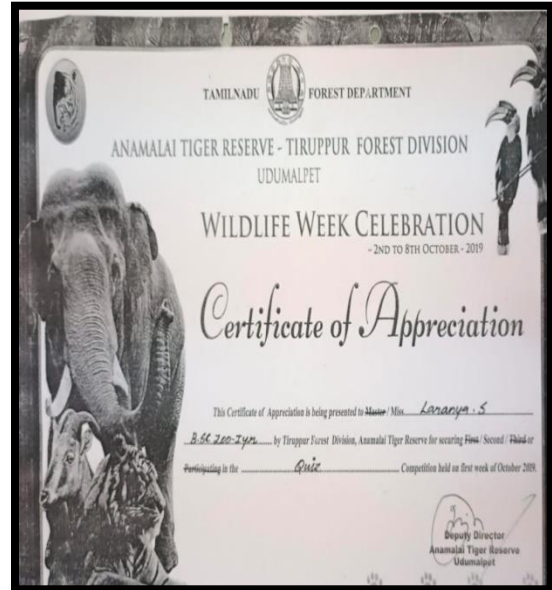 TAMILNADU FOREST DEPARTMENT
ANAMALAI TIGER RESERVE - TIRUPPUR FOREST DIVISION
UDUMALPET
WILDLIFE WEEK CELEBRATION
- 2ND TO 8TH OCTOBER - 2019
Certificate of Appreciation
This Certificate of Appreciation is being presented to Master / Miss Lananya. S
B.SC ZOO-Iyr by Tiruppur Forest Division, Anamalai Tiger Reserve for securing First / Second / Third or
Participating in the Quiz Competition held on first week of October 2019.
Deputy Director
Anamalai Tiger Reserve
Udumalpet